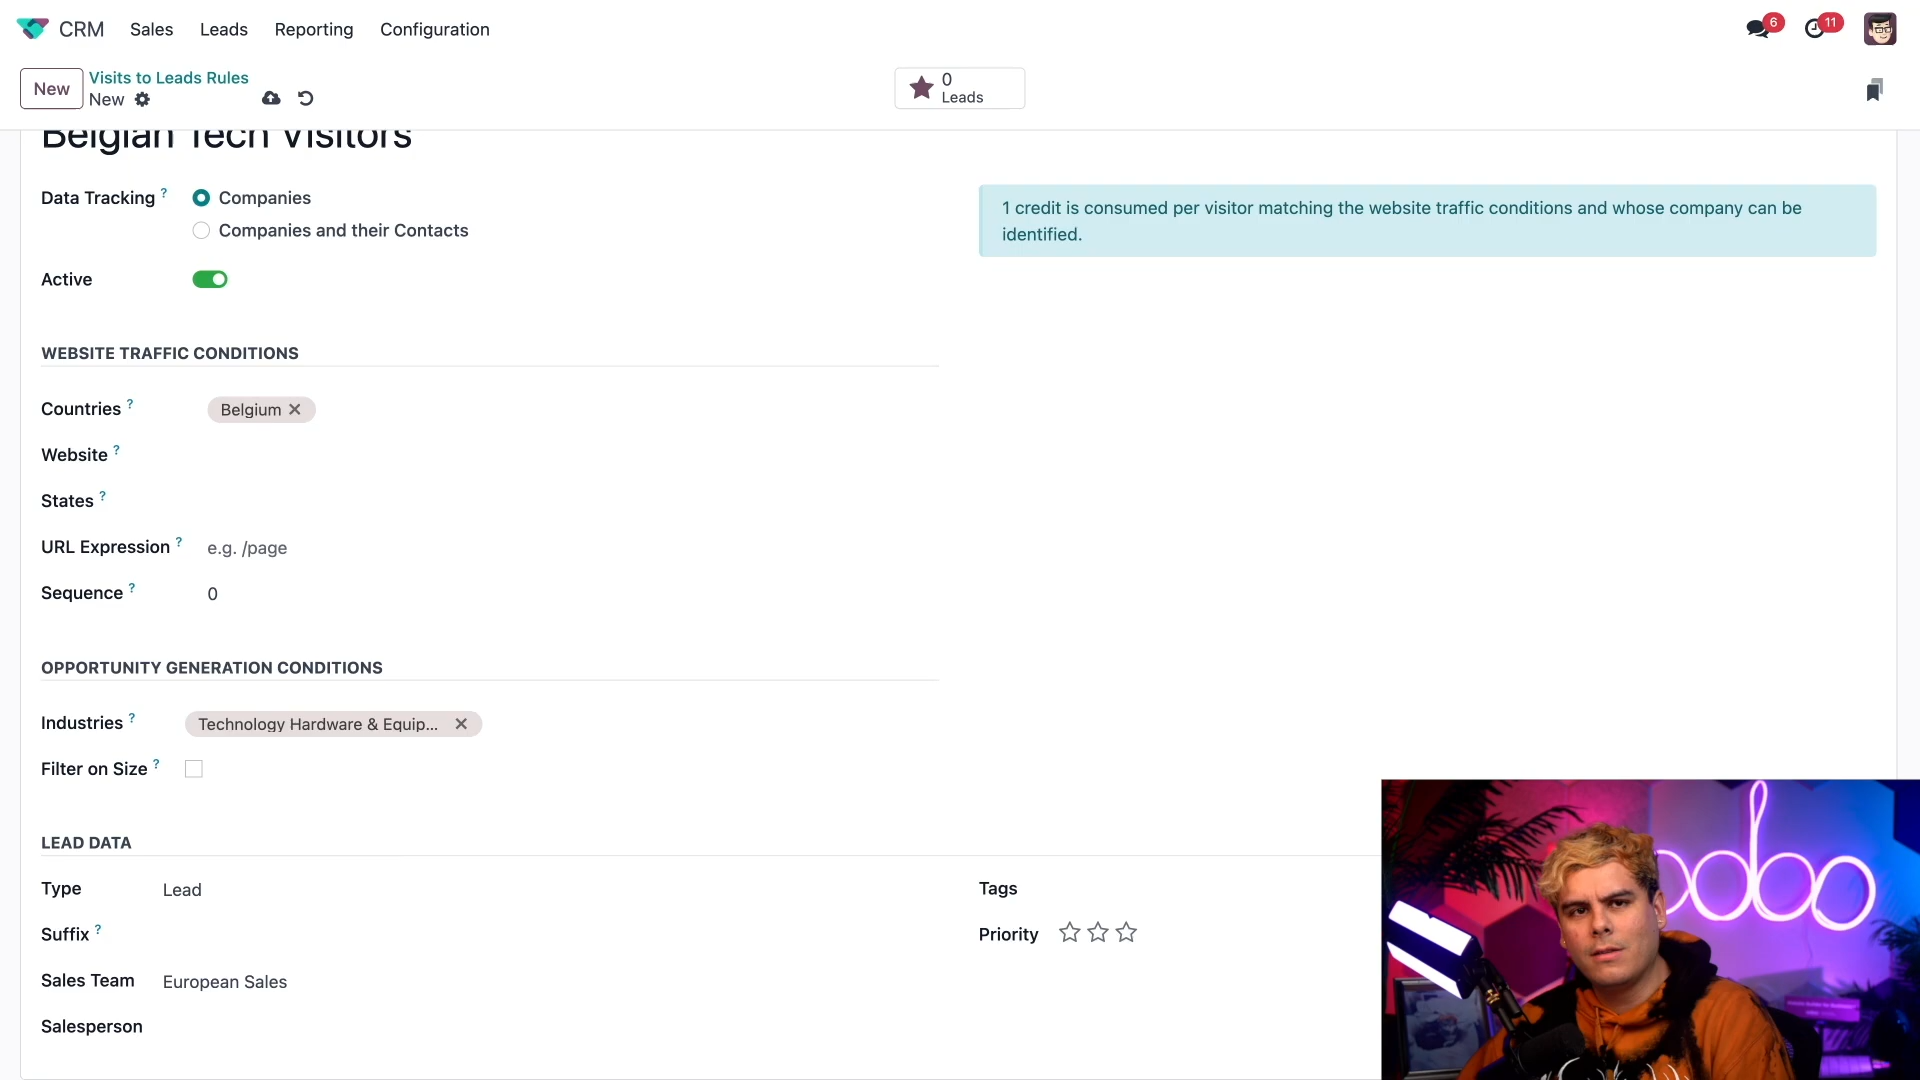 CRM Sales Leads Reporting Configuration 6 11
New Visits to Leads Rules
New
0
Leads
Belgian Tech Visitors
Data Tracking ? Companies
Companies and their Contacts
1 credit is consumed per visitor matching the website traffic conditions and whose company can be
identified.
Active
WEBSITE TRAFFIC CONDITIONS
Countries ? Belgium
Website ?
States ?
URL Expression ? e.g. /page
Sequence ? 0
OPPORTUNITY GENERATION CONDITIONS
Industries ? Technology Hardware & Equip...
Filter on Size ?
LEAD DATA
Type Lead
Tags
Suffix ?
Priority
Sales Team European Sales
Salesperson
odoo